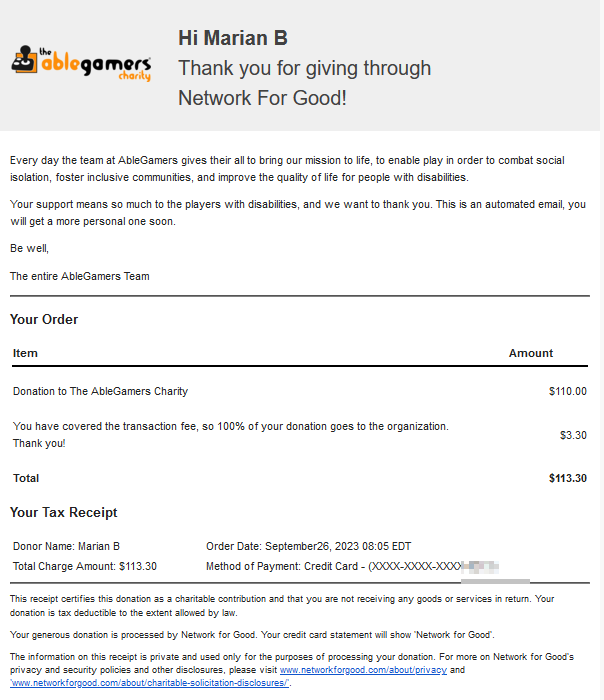 the
ablegamers
charity
Hi Marian B
Thank you for giving through
Network For Good!
Every day the team at AbleGamers gives their all to bring our mission to life, to enable play in order to combat social
isolation, foster inclusive communities, and improve the quality of life for people with disabilities.
Your support means so much to the players with disabilities, and we want to thank you. This is an automated email, you
will get a more personal one soon.
Be well,
The entire AbleGamers Team
Your Order
Item Amount
Donation to The AbleGamers Charity $110.00
You have covered the transaction fee, so 100% of your donation goes to the organization.
Thank you! $3.30
Total $113.30
Your Tax Receipt
Donor Name: Marian B Order Date: September26, 2023 08:05 EDT
Total Charge Amount: $113.30 Method of Payment: Credit Card - (XXXX-XXXX-XXXX
This receipt certifies this donation as a charitable contribution and that you are not receiving any goods or services in return. Your
donation is tax deductible to the extent allowed by law.
Your generous donation is processed by Network for Good. Your credit card statement will show 'Network for Good'.
The information on this receipt is private and used only for the purposes of processing your donation. For more on Network for Good's
privacy and security policies and other disclosures, please visit www.networkforgood.com/about/privacy and
'www.networkforgood.com/about/charitable-solicitation-disclosures/'.